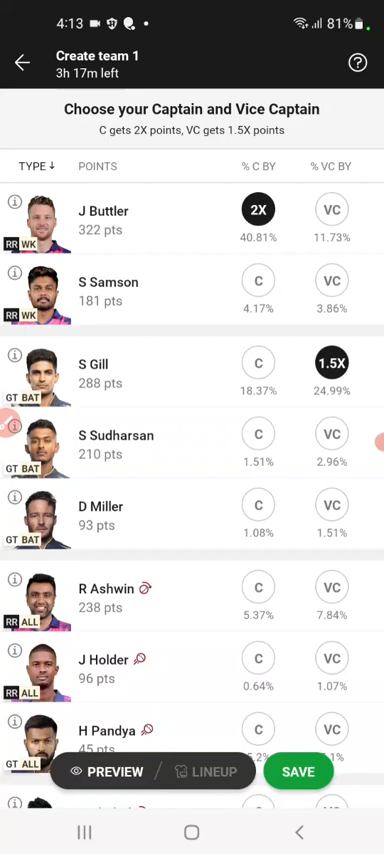 4:13 81%
Create team 1
3h 17m left
Choose your Captain and Vice Captain
C gets 2X points, VC gets 1.5X points
TYPE↓ POINTS % C BY % VC BY
J Buttler 2X VC
322 pts 40.81% 11.73%
RR WK
S Samson C VC
181 pts 4.17% 3.86%
RR WK
S Gill C 1.5X
288 pts 18.37% 24.99%
GT BAT
S Sudharsan C VC
210 pts 1.51% 2.96%
GT BAT
D Miller C VC
93 pts 1.08% 1.51%
GT BAT
R Ashwin C VC
238 pts 5.37% 7.84%
RR ALL
J Holder C VC
96 pts 0.64% 1.07%
RR ALL
H Pandya C VC
45 pts
GT ALL
PREVIEW / LINEUP SAVE